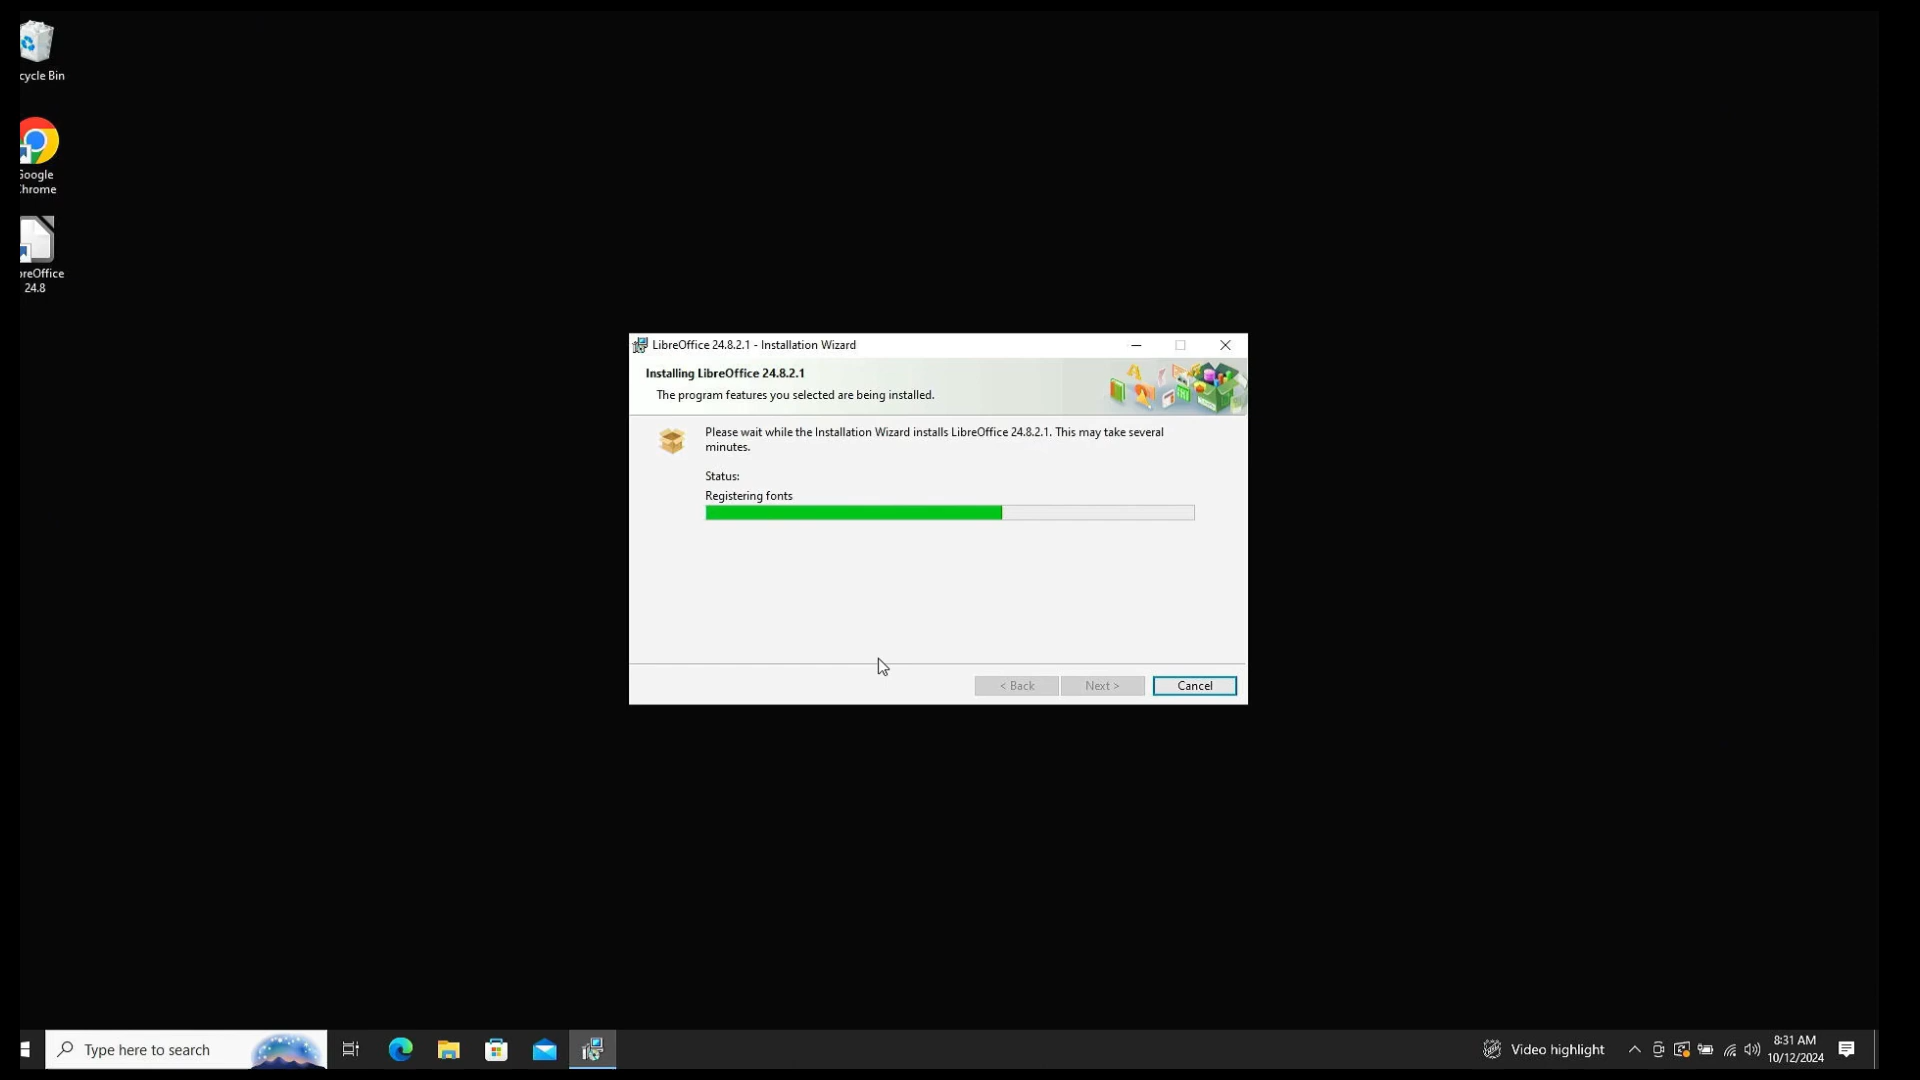 cycle Bin
Google
Chrome
breOffice
24.8
LibreOffice 24.8.2.1 - Installation Wizard
Installing LibreOffice 24.8.2.1
The program features you selected are being installed.
Please wait while the Installation Wizard installs LibreOffice 24.8.2.1. This may take several
minutes.
Status:
Registering fonts
< Back
Next >
Cancel
Type here to search
Video highlight
8:31 AM
10/12/2024